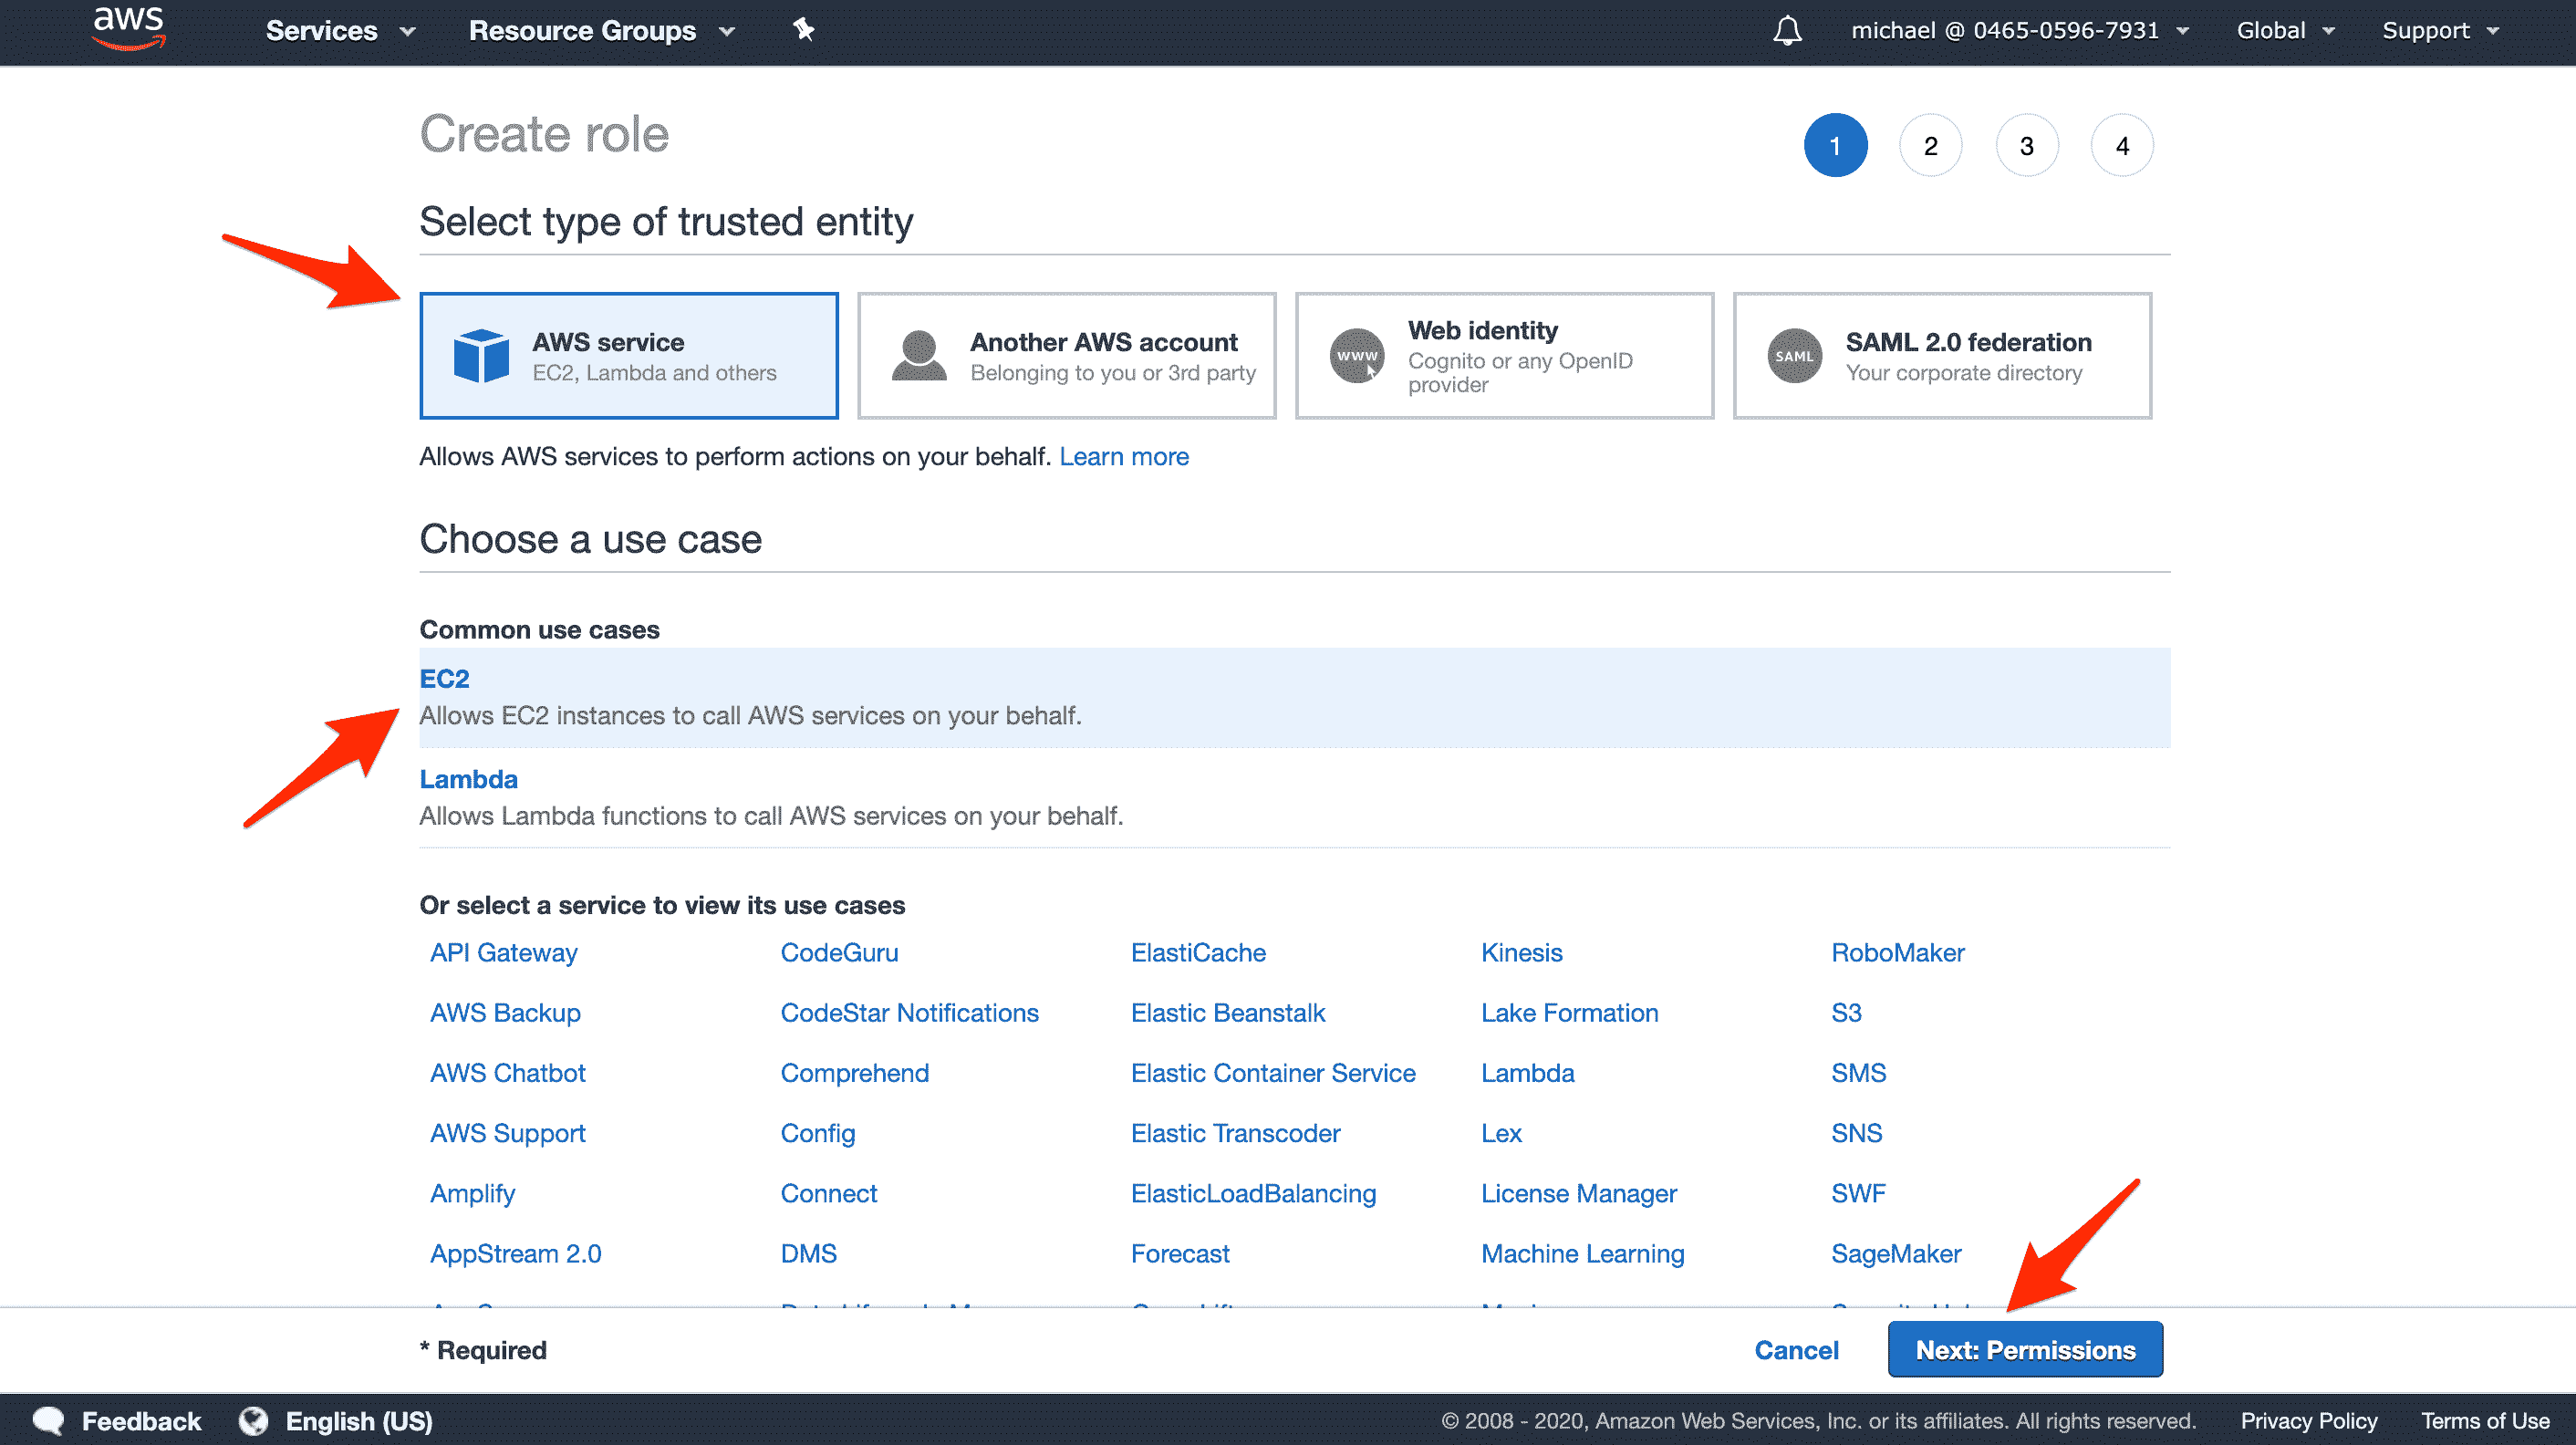 aws Services Resource Groups michael @ 0465-0596-7931 Global Support
Create role
1 2 3 4
Select type of trusted entity
AWS service
EC2, Lambda and others
Another AWS account
Belonging to you or 3rd party
www
Web identity
Cognito or any OpenID
provider
SAML
SAML 2.0 federation
Your corporate directory
Allows AWS services to perform actions on your behalf. Learn more
Choose a use case
Common use cases
EC2
Allows EC2 instances to call AWS services on your behalf.
Lambda
Allows Lambda functions to call AWS services on your behalf.
Or select a service to view its use cases
API Gateway CodeGuru ElastiCache Kinesis RoboMaker
AWS Backup CodeStar Notifications Elastic Beanstalk Lake Formation S3
AWS Chatbot Comprehend Elastic Container Service Lambda SMS
AWS Support Config Elastic Transcoder Lex SNS
Amplify Connect ElasticLoadBalancing License Manager SWF
AppStream 2.0 DMS Forecast Machine Learning SageMaker
* Required Cancel Next: Permissions
Feedback English (US) © 2008 - 2020, Amazon Web Services, Inc. or its affiliates. All rights reserved. Privacy Policy Terms of Use